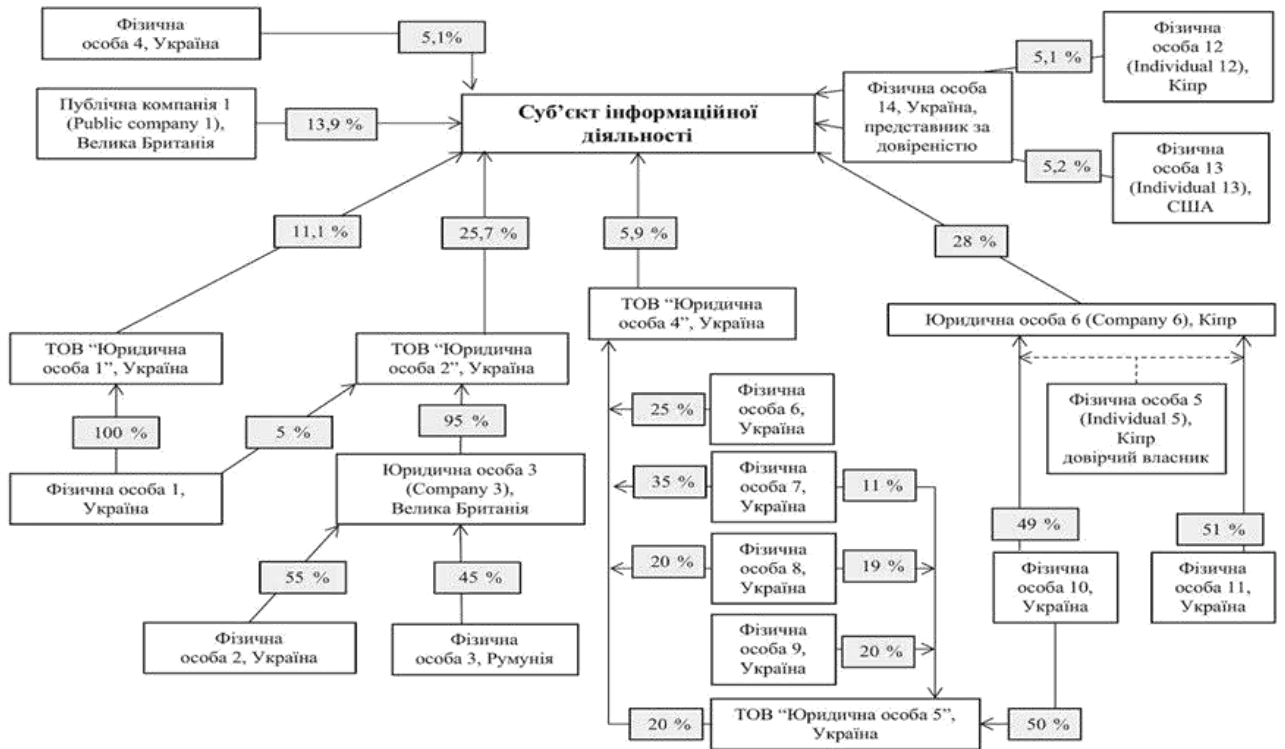 Фізична
особа 4, Україна
5,1%
Публічна компанія 1
(Public company 1),
Велика Британія
13,9 %
Суб’єкт інформаційної
діяльності
Фізична особа
14, Україна,
представник за
довіреністю
5,1 %
Фізична
особа 12
(Individual 12),
Кіпр
5,2 %
Фізична
особа 13
(Individual 13),
США
11,1 %
25,7 %
5,9 %
28 %
ТОВ “Юридична
особа 1”, Україна
ТОВ “Юридична
особа 2”, Україна
ТОВ “Юридична
особа 4”, Україна
Юридична особа 6 (Company 6), Кіпр
100 %
5 %
95 %
Фізична особа 1,
Україна
Юридична особа 3
(Company 3),
Велика Британія
55 %
45 %
Фізична
особа 2, Україна
Фізична
особа 3, Румунія
25 %
Фізична
особа 6,
Україна
35 %
Фізична
особа 7,
Україна
11 %
20 %
Фізична
особа 8,
Україна
19 %
Фізична
особа 9,
Україна
20 %
20 %
ТОВ “Юридична особа 5”,
Україна
50 %
Фізична
особа 5
(Individual 5),
Кіпр
довірчий власник
49 %
51 %
Фізична
особа 10,
Україна
Фізична
особа 11,
Україна